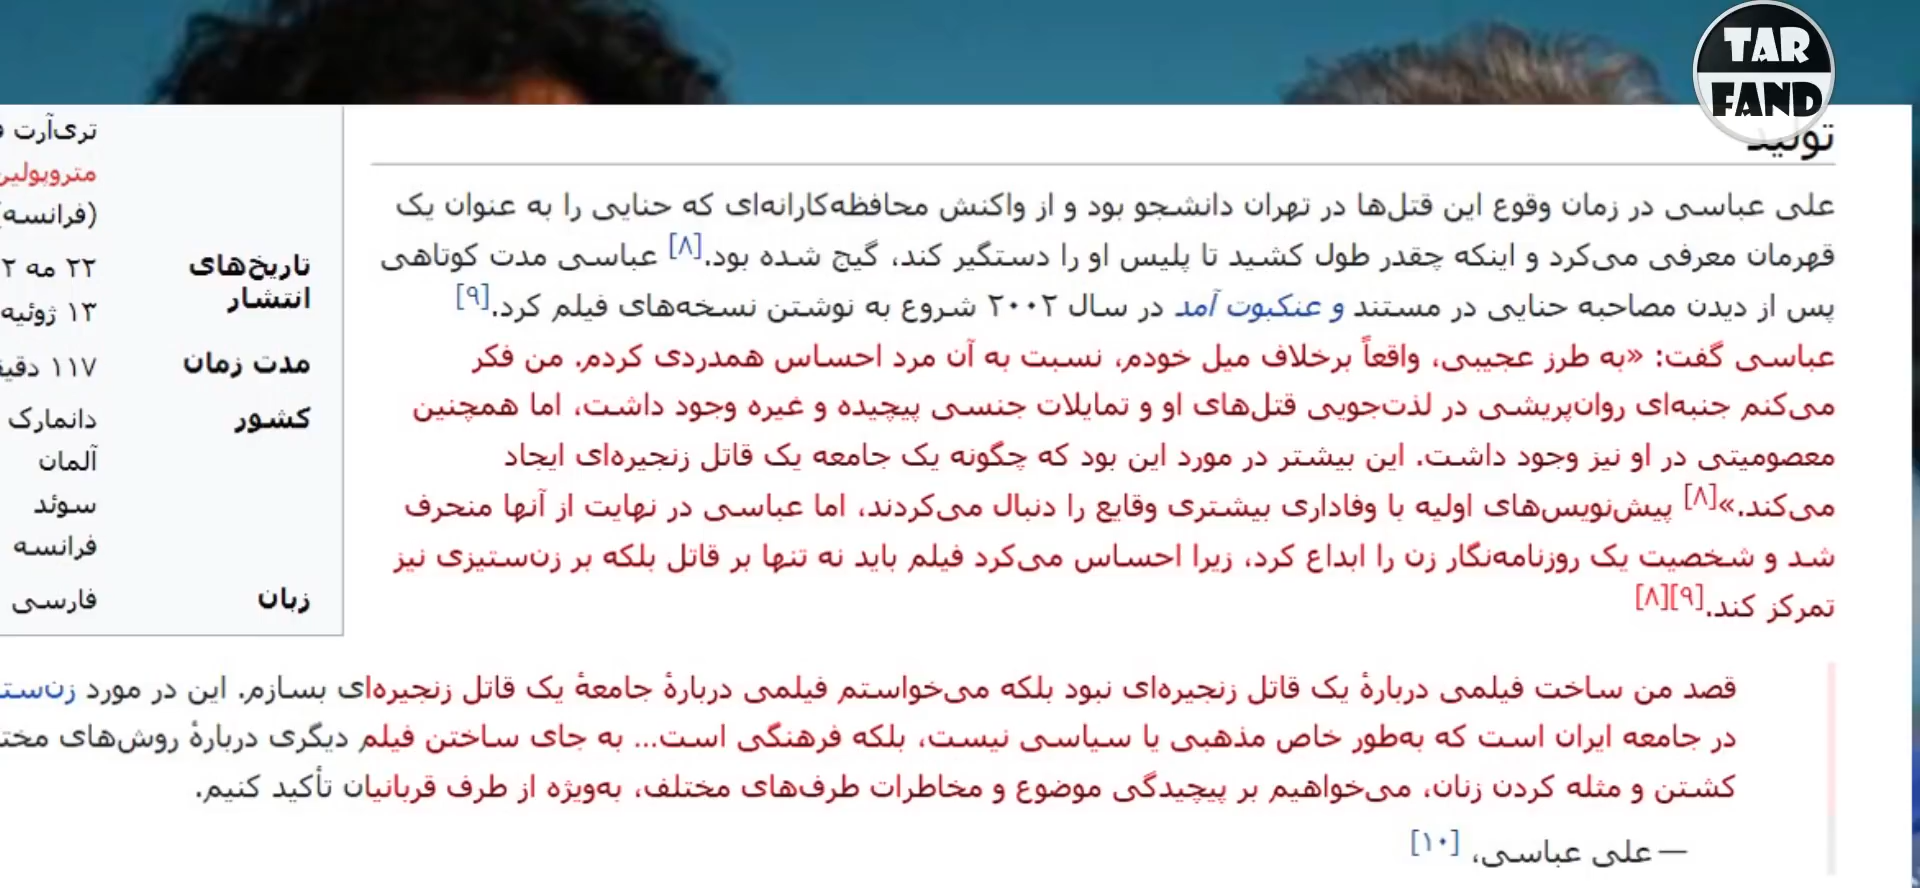 TAR
FAND
تولید
علی عباسی در زمان وقوع این قتل‌ها در تهران دانشجو بود و از واکنش محافظه‌کارانه‌ای که حنایی را به عنوان یک
قهرمان معرفی می‌کرد و اینکه چقدر طول کشید تا پلیس او را دستگیر کند، گیج شده بود.[۸] عباسی مدت کوتاهی
پس از دیدن مصاحبه حنایی در مستند و عنکبوت آمد در سال ۲۰۰۲ شروع به نوشتن نسخه‌های فیلم کرد.[۹]
عباسی گفت: «به طرز عجیبی، واقعاً برخلاف میل خودم، نسبت به آن مرد احساس همدردی کردم. من فکر
می‌کنم جنبه‌ای روان‌پریشی در لذت‌جویی قتل‌های او و تمایلات جنسی پیچیده و غیره وجود داشت، اما همچنین
معصومیتی در او نیز وجود داشت. این بیشتر در مورد این بود که چگونه یک جامعه یک قاتل زنجیره‌ای ایجاد
می‌کند.»[۸] پیش‌نویس‌های اولیه با وفاداری بیشتری وقایع را دنبال می‌کردند، اما عباسی در نهایت از آنها منحرف
شد و شخصیت یک روزنامه‌نگار زن را ابداع کرد، زیرا احساس می‌کرد فیلم باید نه تنها بر قاتل بلکه بر زن‌ستیزی نیز
تمرکز کند.[۹][۸]
قصد من ساخت فیلمی دربارهٔ یک قاتل زنجیره‌ای نبود بلکه می‌خواستم فیلمی دربارهٔ جامعهٔ یک قاتل زنجیره‌ای بسازم. این در مورد
در جامعه ایران است که به‌طور خاص مذهبی یا سیاسی نیست، بلکه فرهنگی است... به جای ساختن فیلم دیگری دربارهٔ روش‌های
کشتن و مثله کردن زنان، می‌خواهیم بر پیچیدگی موضوع و مخاطرات طرف‌های مختلف، به‌ویژه از طرف قربانیان تأکید کنیم.
— علی عباسی، [۱۰]
تری‌آرت
متروپولین
(فرانسه)
تاریخ‌های
انتشار
۲۲ مه
۱۳ ژوئیه
مدت زمان
۱۱۷
کشور
دانمارک
آلمان
سوئد
فرانسه
زبان
فارسی